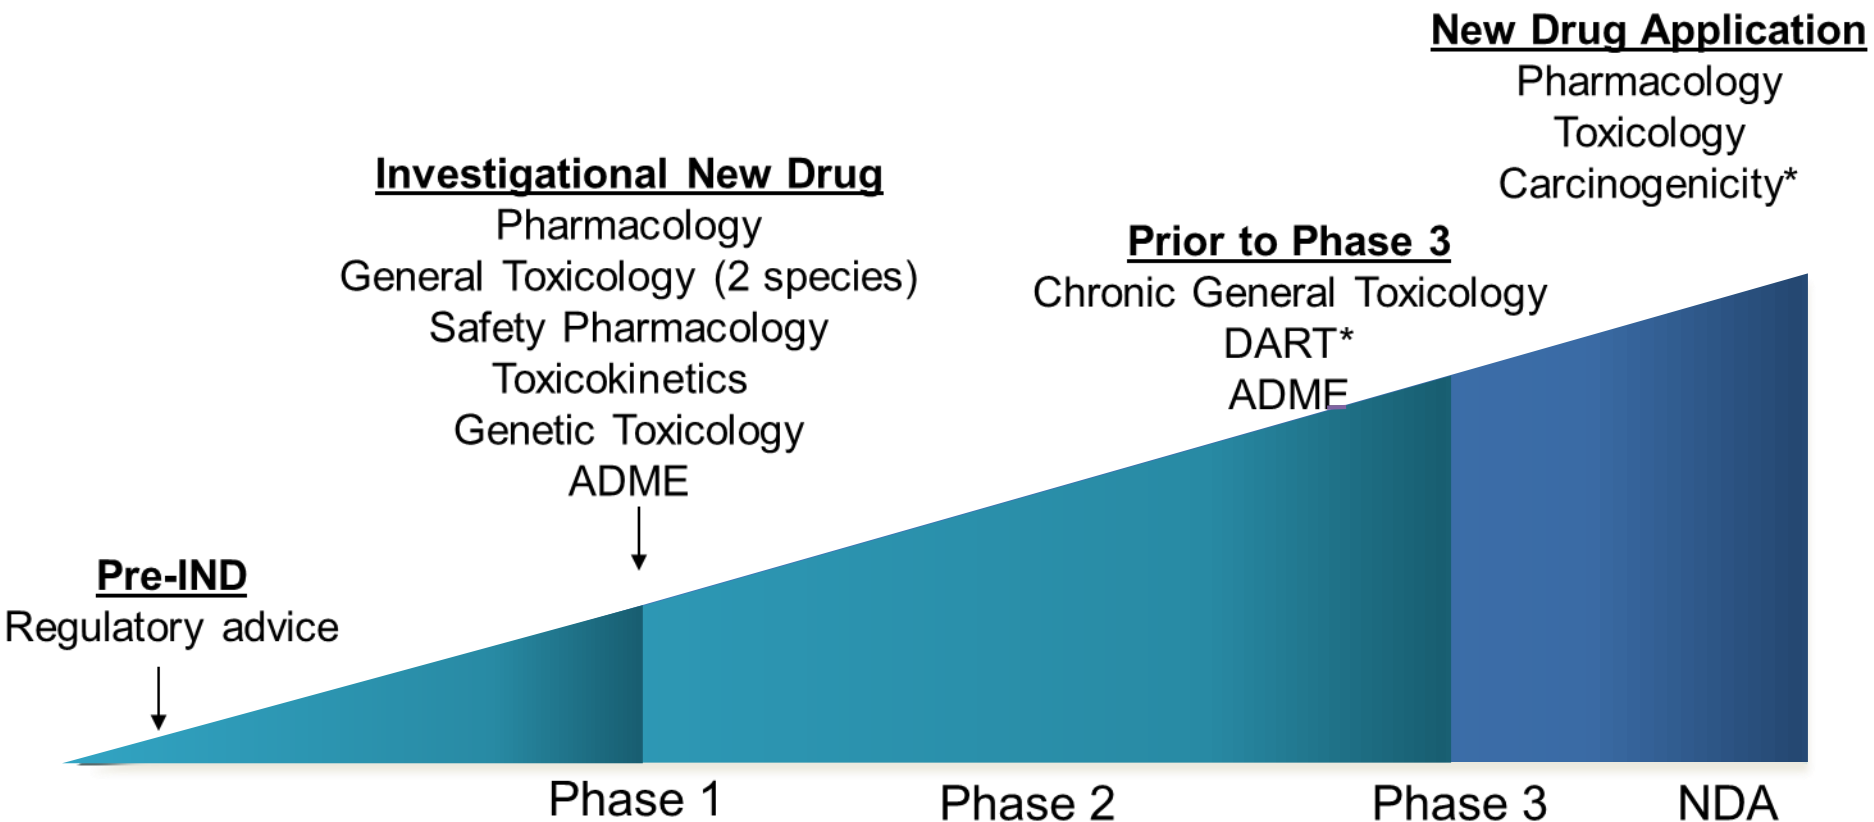 New Drug Application
Pharmacology
Toxicology
Carcinogenicity*
Investigational New Drug
Pharmacology
General Toxicology (2 species)
Safety Pharmacology
Toxicokinetics
Genetic Toxicology
ADME
Prior to Phase 3
Chronic General Toxicology
DART*
ADME
Pre-IND
Regulatory advice
Phase 1
Phase 2
Phase 3
NDA